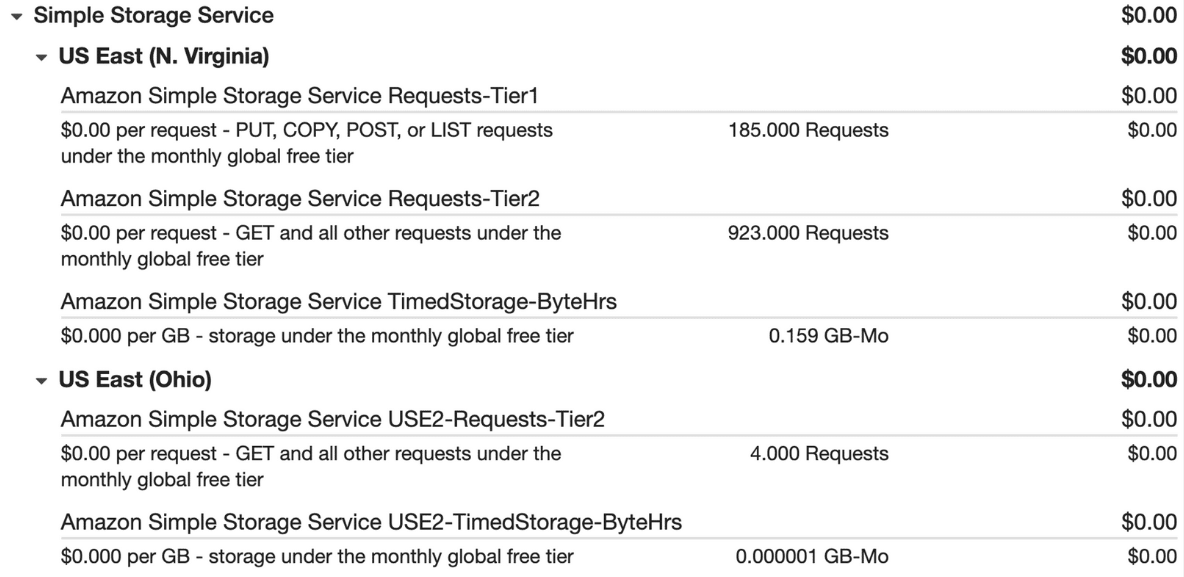 Simple Storage Service $0.00
US East (N. Virginia) $0.00
Amazon Simple Storage Service Requests-Tier1 $0.00
$0.00 per request - PUT, COPY, POST, or LIST requests 185.000 Requests $0.00
under the monthly global free tier
Amazon Simple Storage Service Requests-Tier2 $0.00
$0.00 per request - GET and all other requests under the 923.000 Requests $0.00
monthly global free tier
Amazon Simple Storage Service TimedStorage-ByteHrs $0.00
$0.000 per GB - storage under the monthly global free tier 0.159 GB-Mo $0.00
US East (Ohio) $0.00
Amazon Simple Storage Service USE2-Requests-Tier2 $0.00
$0.00 per request - GET and all other requests under the 4.000 Requests $0.00
monthly global free tier
Amazon Simple Storage Service USE2-TimedStorage-ByteHrs $0.00
$0.000 per GB - storage under the monthly global free tier 0.000001 GB-Mo $0.00